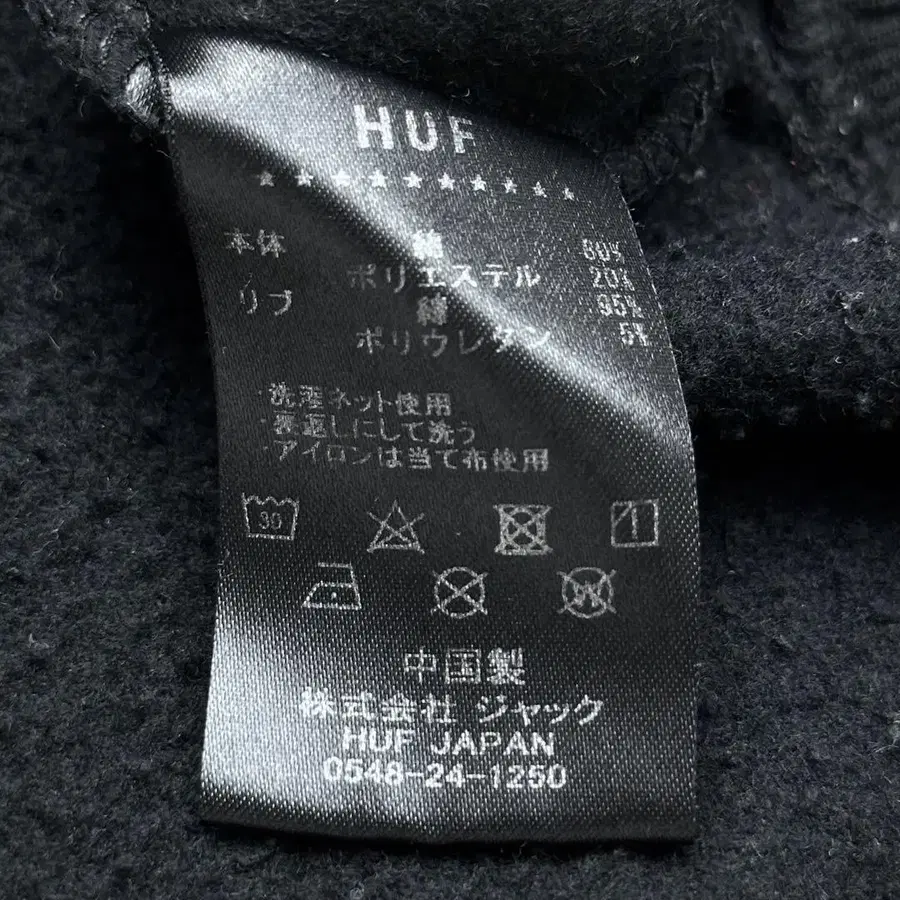 HUF
本体 綿 80%
ポリエステル 20%
リブ 綿 95%
ポリウレタン 5%
・洗濯ネット使用
・裏返しにして洗う
・アイロンは当て布使用
30
W
中国製
株式会社 ジャック
HUF JAPAN
0548-24-1250